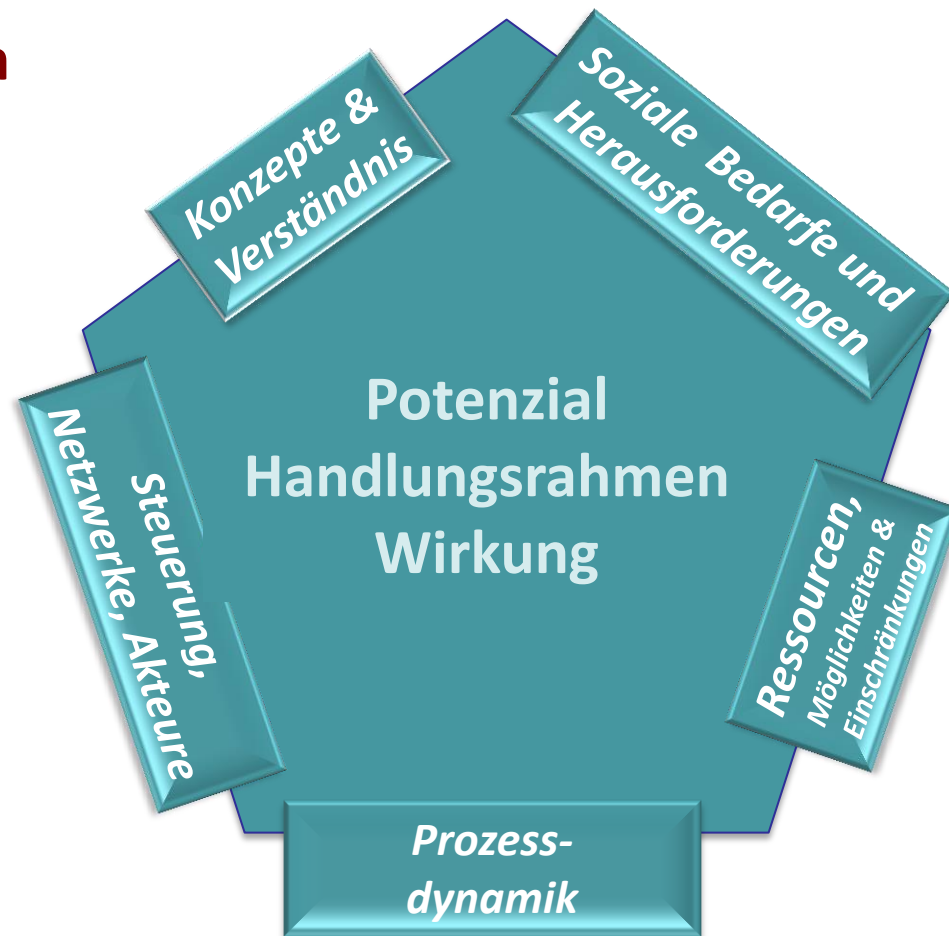 n
Konzepte &
Verständnis
Soziale Bedarfe und
Herausforderungen
Potenzial
Handlungsrahmen
Wirkung
Steuerung,
Netzwerke, Akteure
Ressourcen,
Möglichkeiten &
Einschränkungen
Prozess-
dynamik